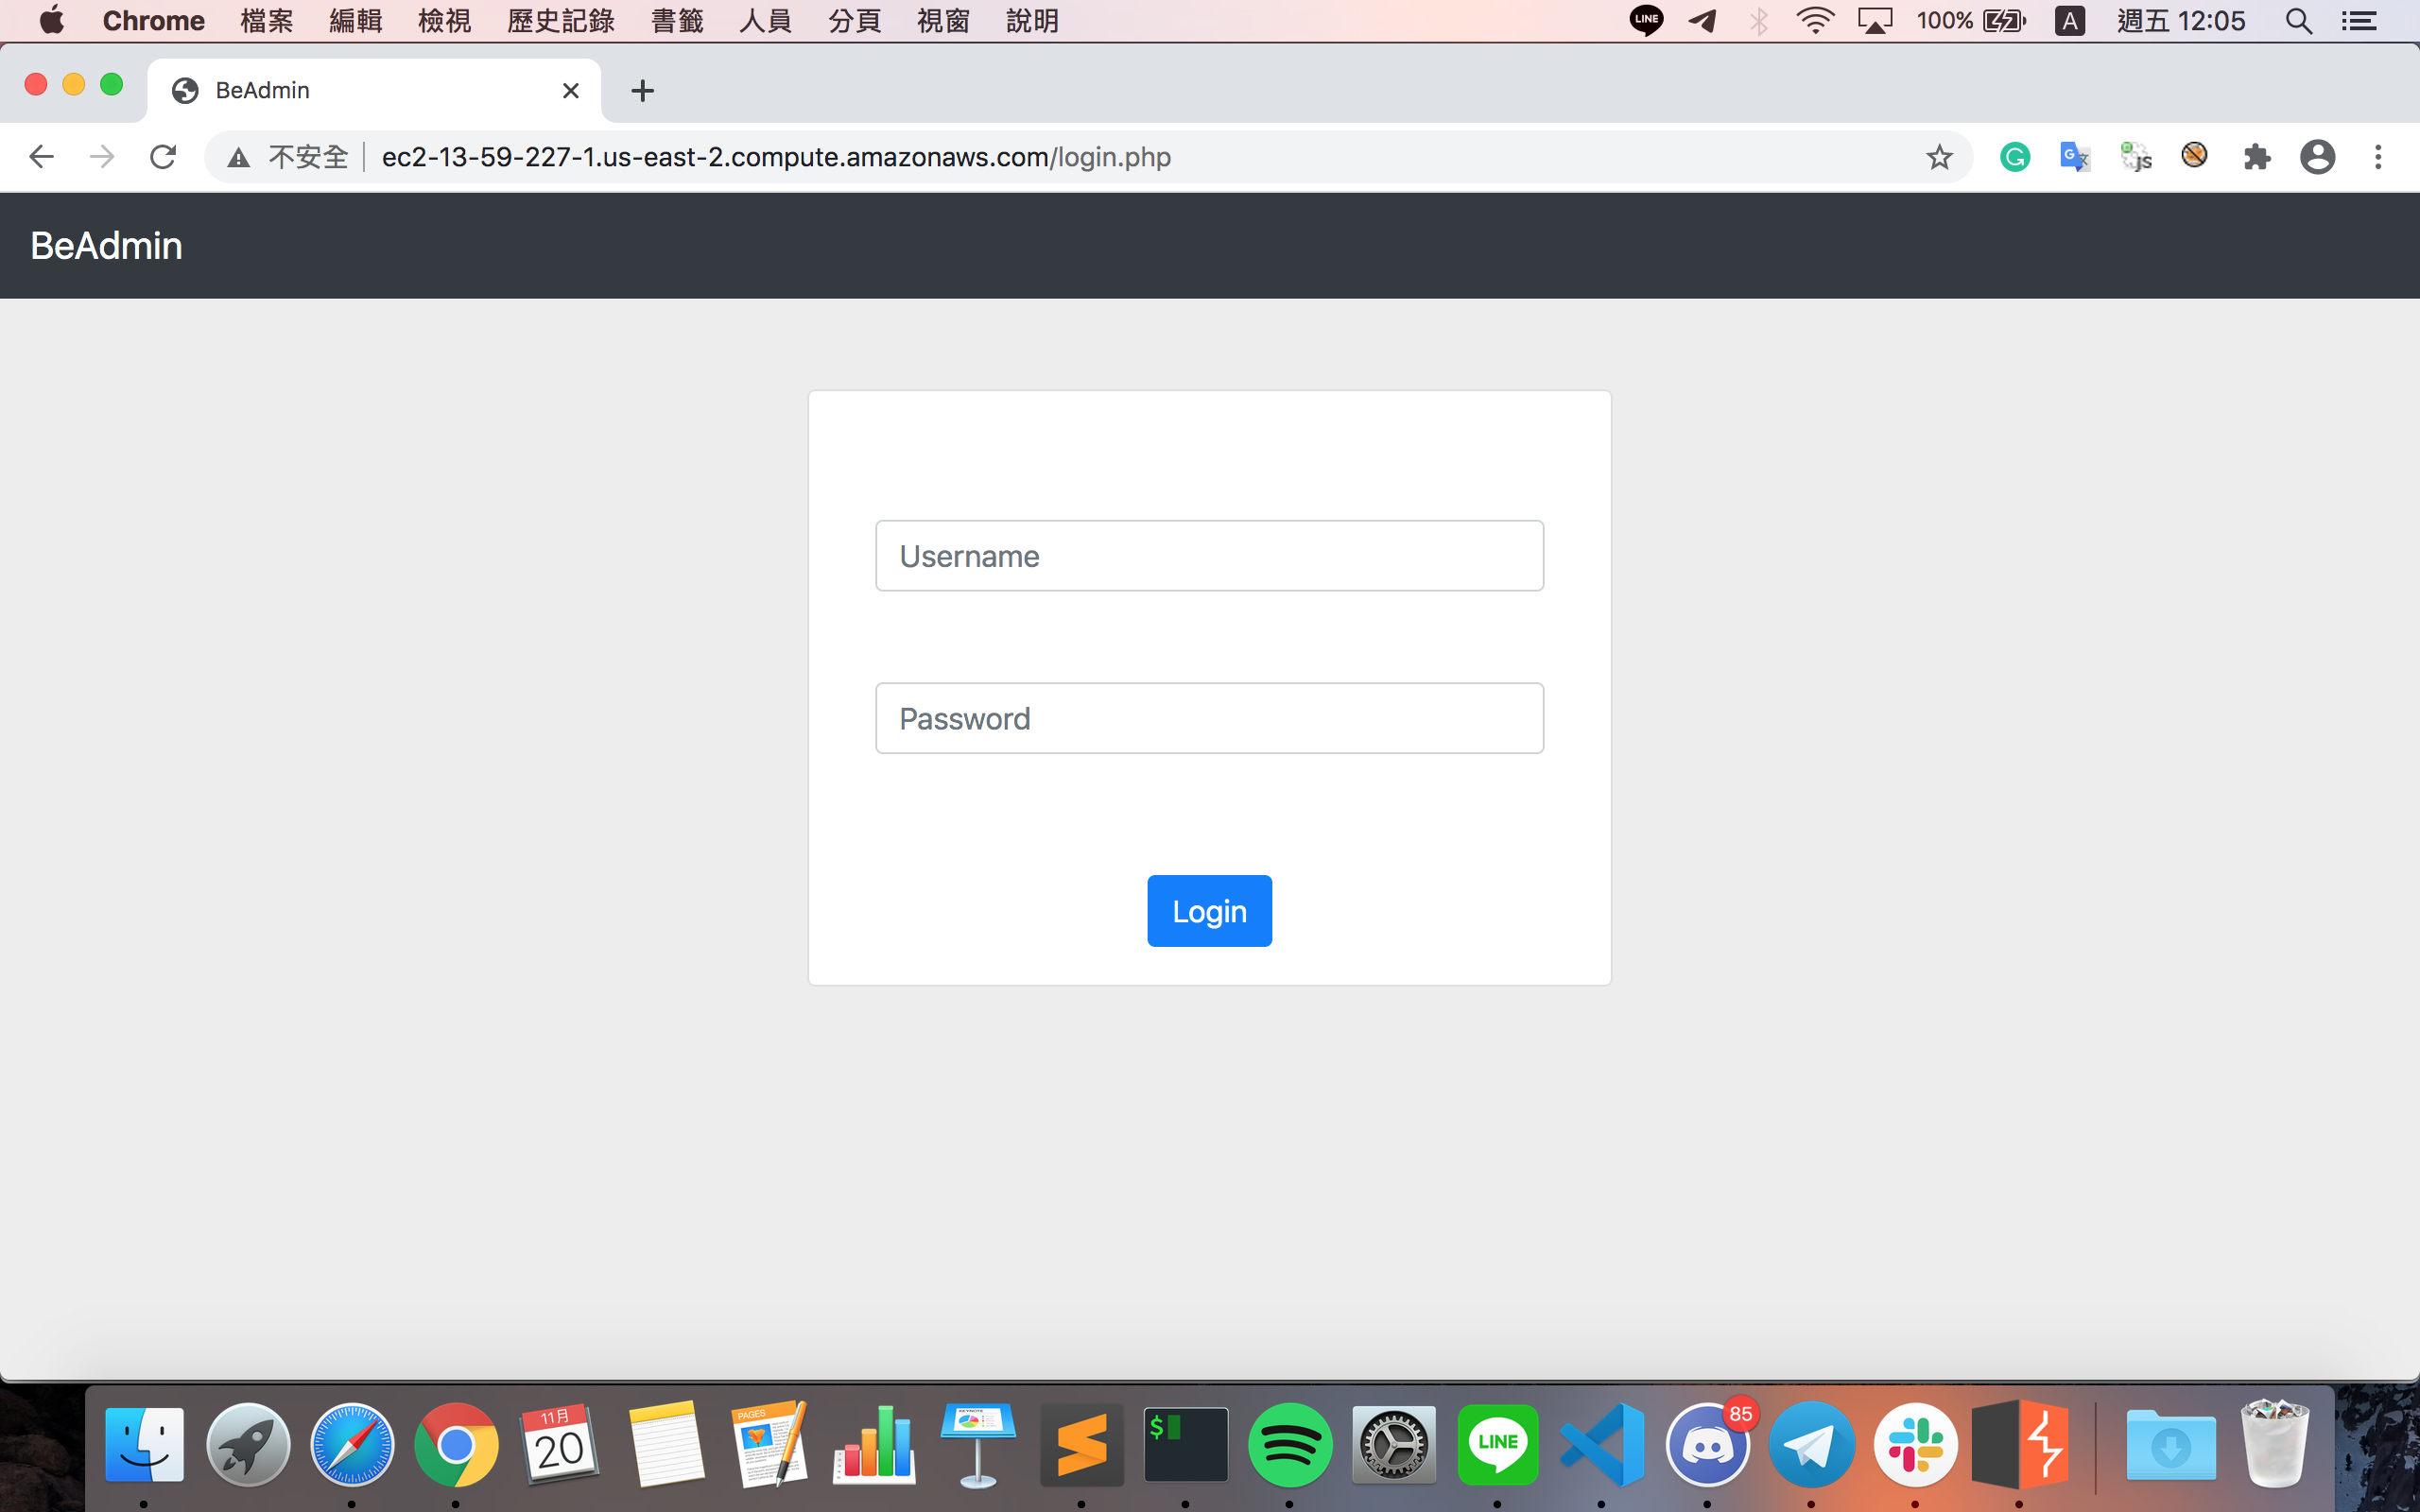 Chrome 檔案 編輯 檢視 歷史記錄 書籤 人員 分頁 視窗 說明 LINE 100% A 週五 12:05
BeAdmin
不安全 ec2-13-59-227-1.us-east-2.compute.amazonaws.com/login.php
BeAdmin
Username
Password
Login
11月
20
PAGES
KEYNOTE
$
LINE
85